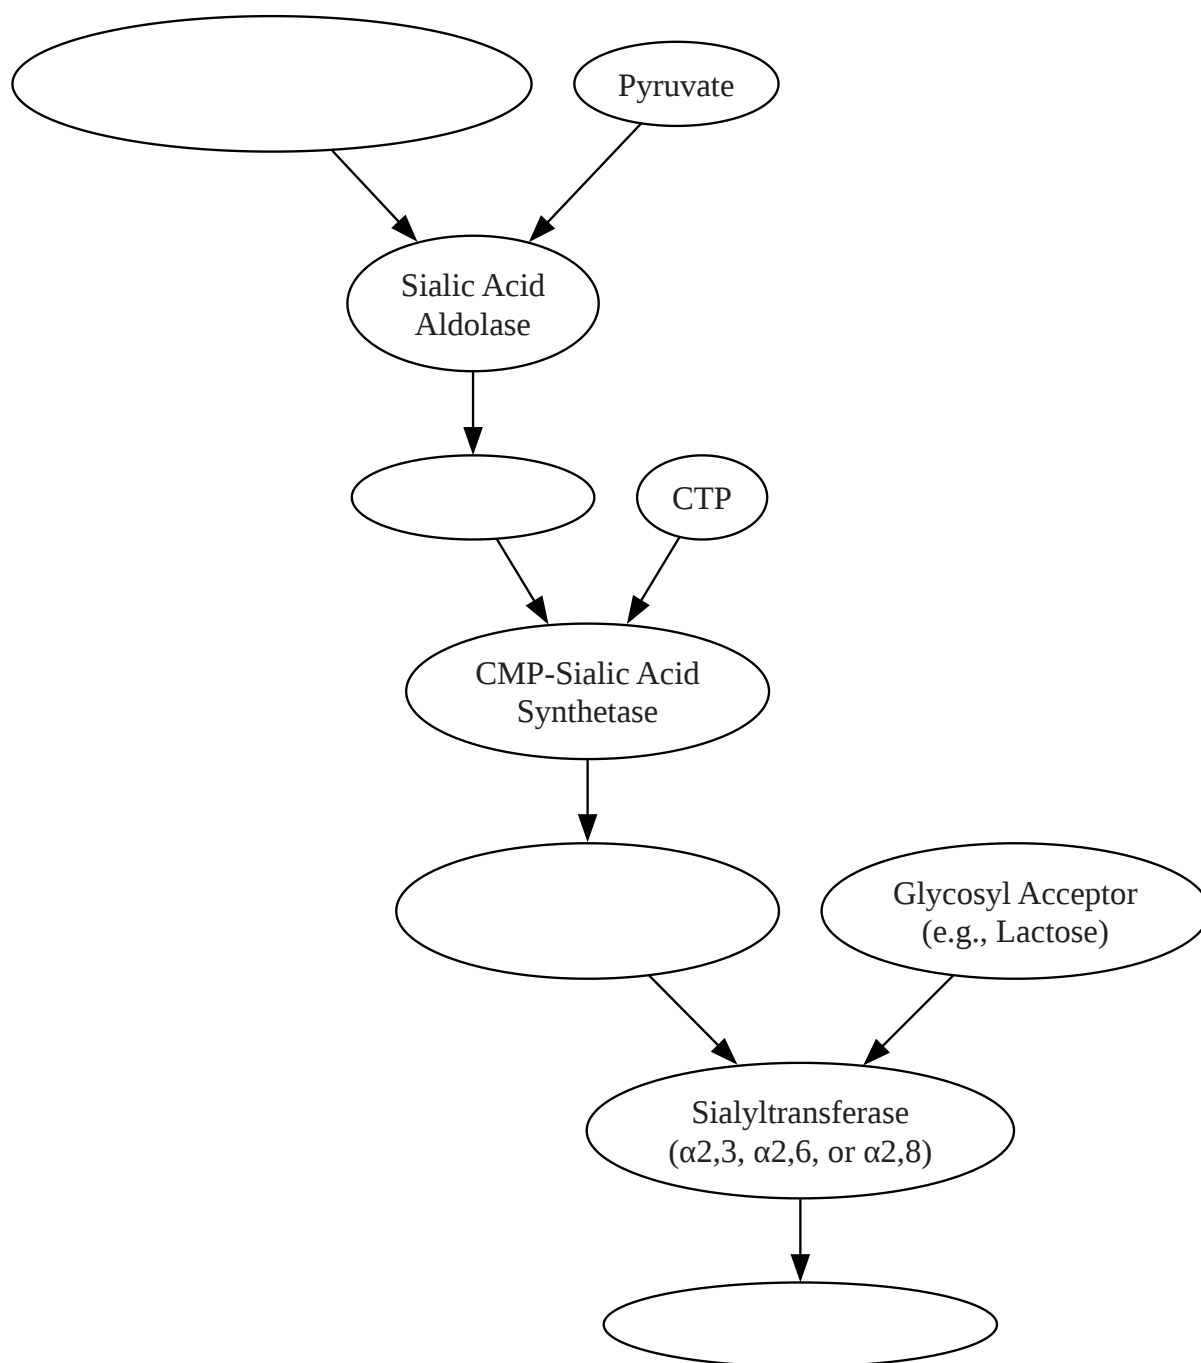 Pyruvate
Sialic Acid
Aldolase
CTP
CMP-Sialic Acid
Synthetase
Glycosyl Acceptor
(e.g., Lactose)
Sialyltransferase
(α2,3, α2,6, or α2,8)